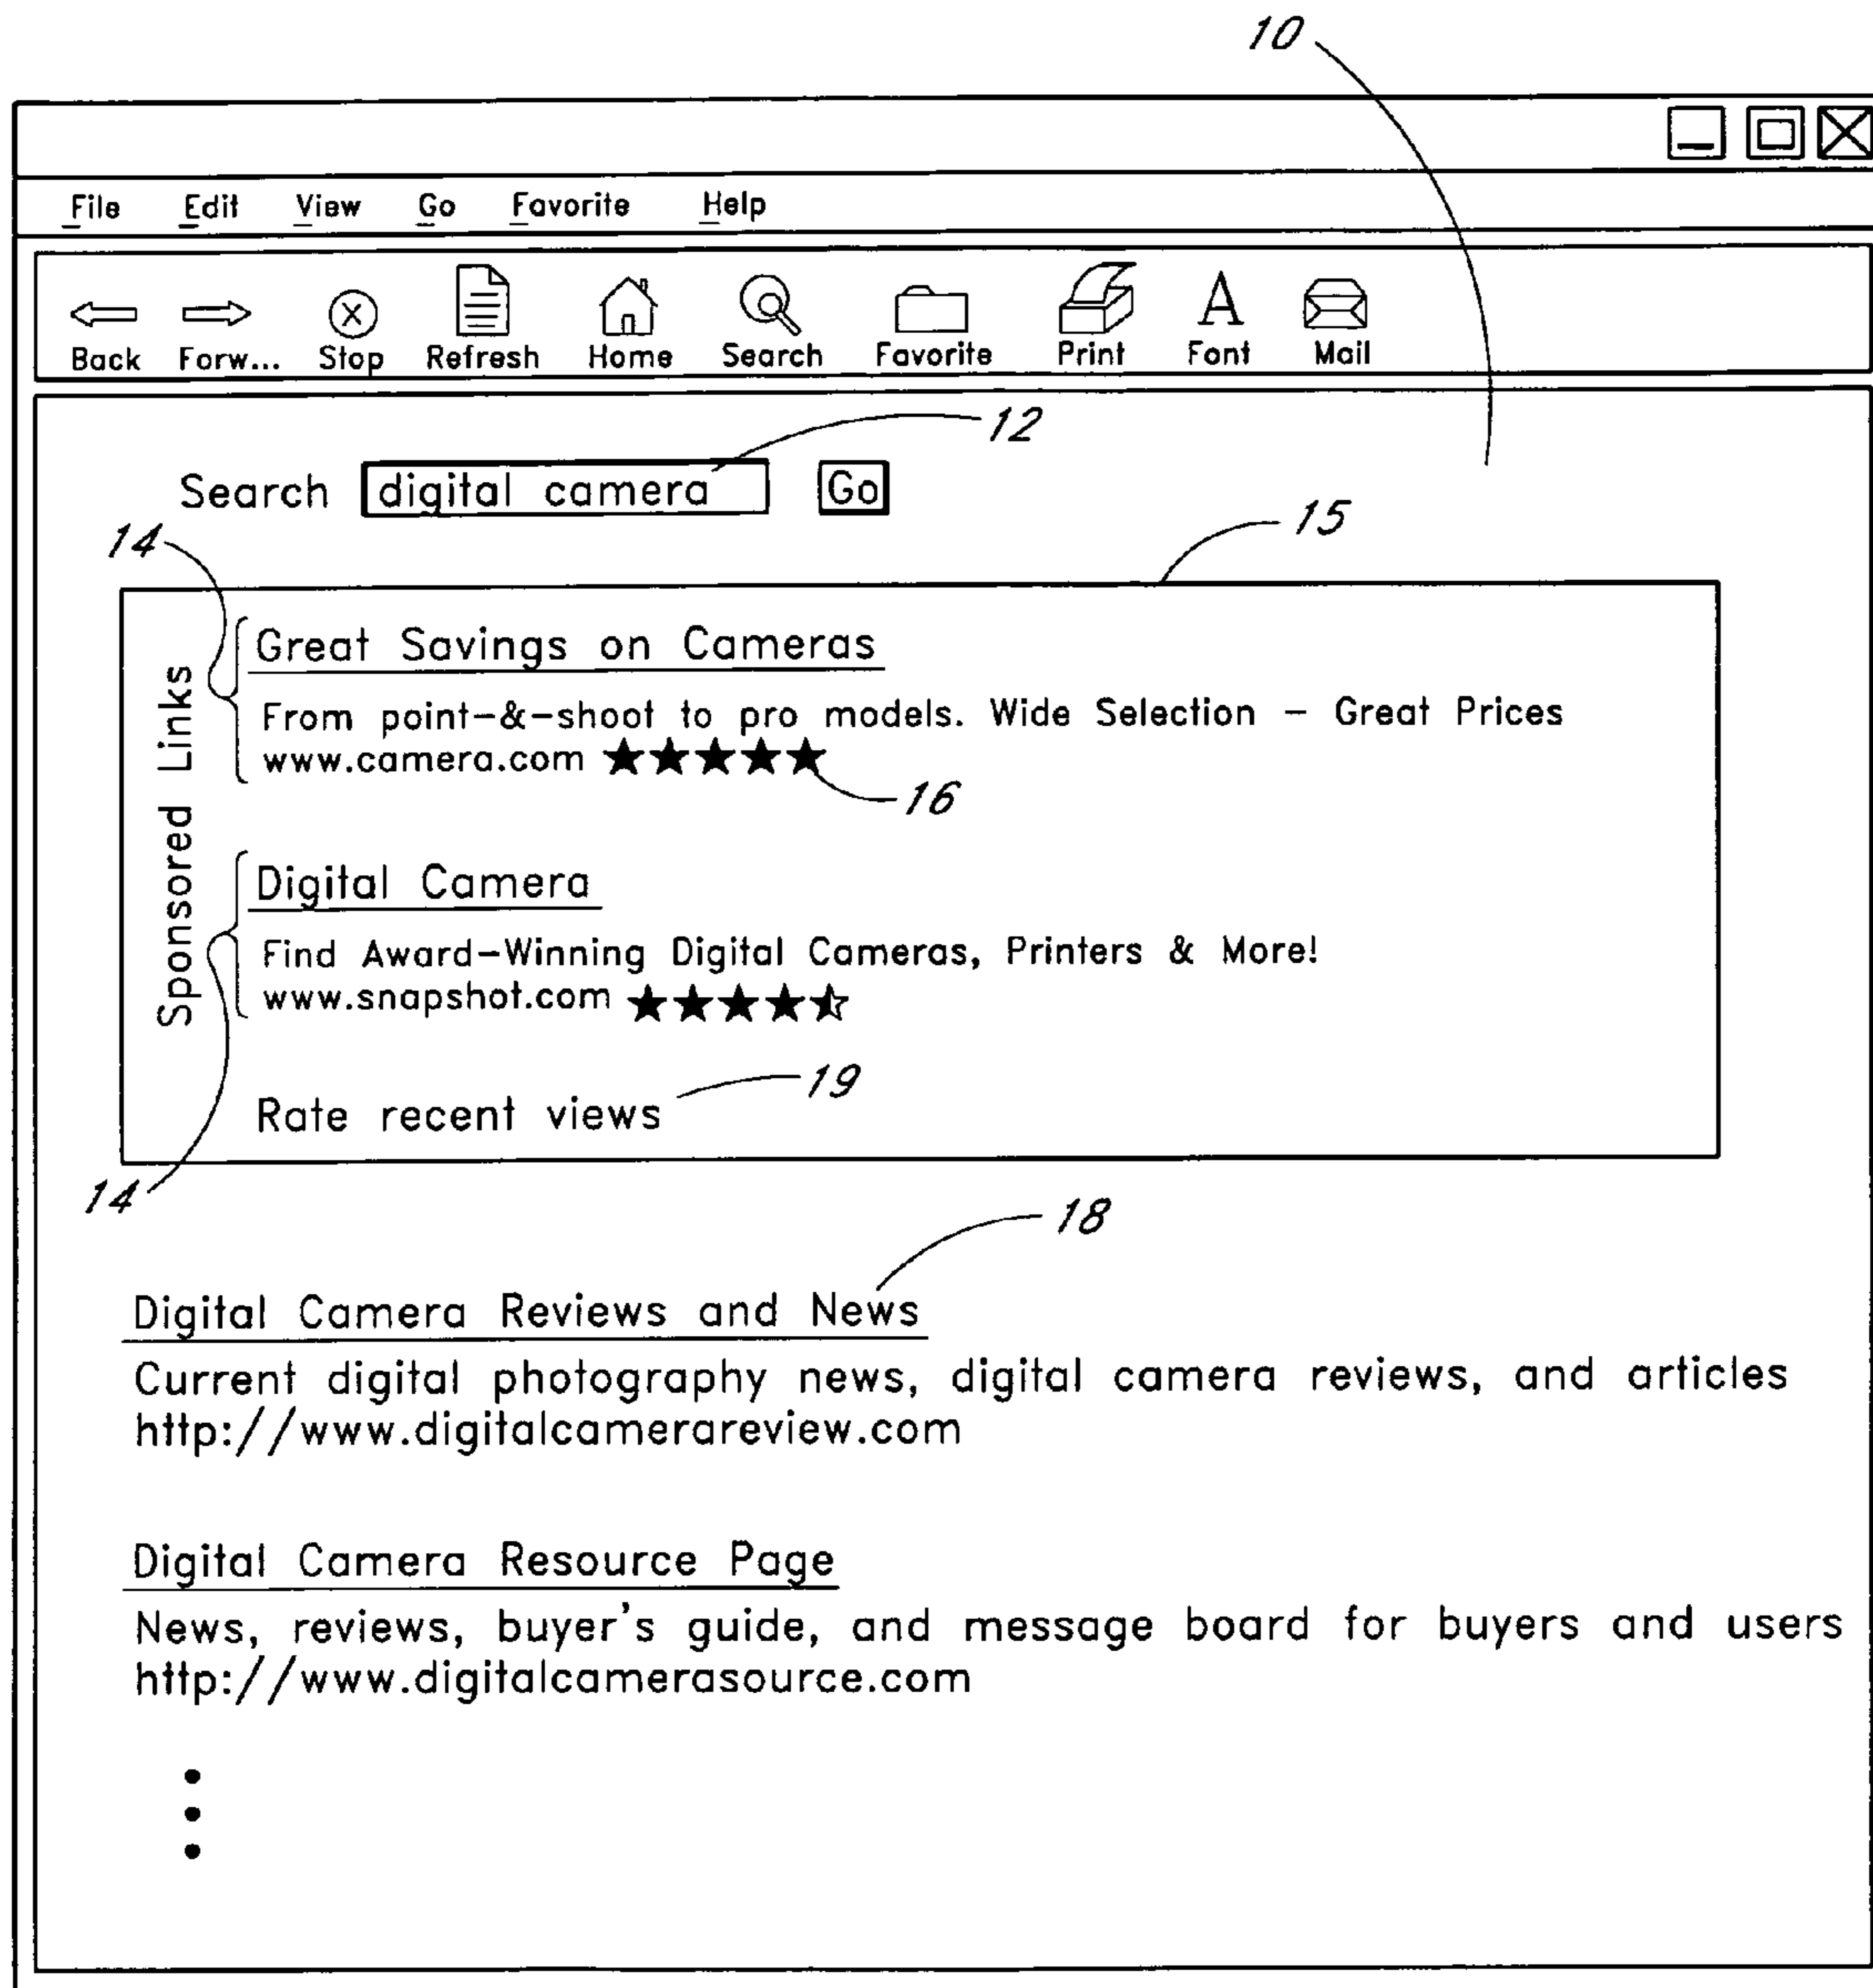 10
File Edit View Go Favorite Help
Back Forw... Stop Refresh Home Search Favorite Print Font Mail
12
Search digital camera Go
14
15
Sponsored Links
Great Savings on Cameras
From point-&-shoot to pro models. Wide Selection - Great Prices
www.camera.com ★★★★★
16
Digital Camera
Find Award-Winning Digital Cameras, Printers & More!
www.snapshot.com
19
Rate recent views
14
18
Digital Camera Reviews and News
Current digital photography news, digital camera reviews, and articles
http://www.digitalcamerareview.com
Digital Camera Resource Page
News, reviews, buyer's guide, and message board for buyers and users
http://www.digitalcamerasource.com